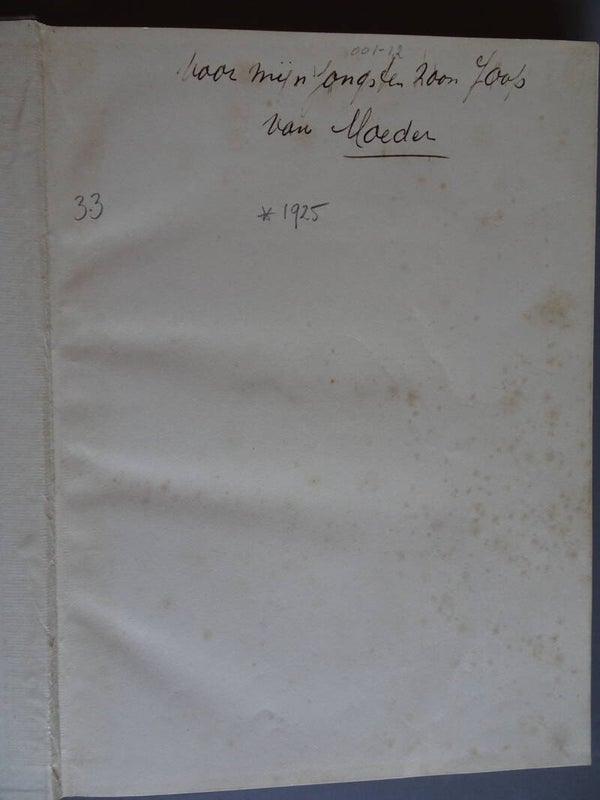 001-12
Voor mijn jongsten zoon Joop
van Moeder
33
* 1925